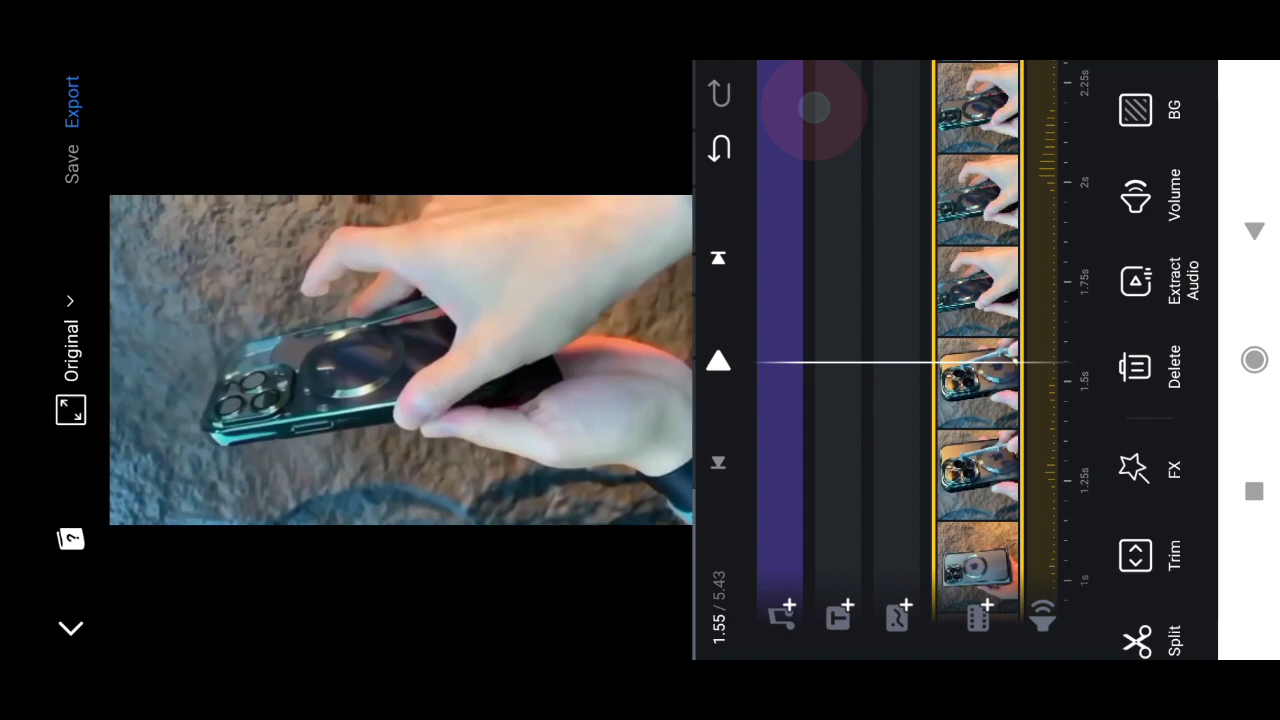 Original
Save
Export
1.55 / 5.43
1s
1.25s
1.5s
1.75s
2s
2.25s
Split
Trim
FX
Delete
Extract
Audio
Volume
BG